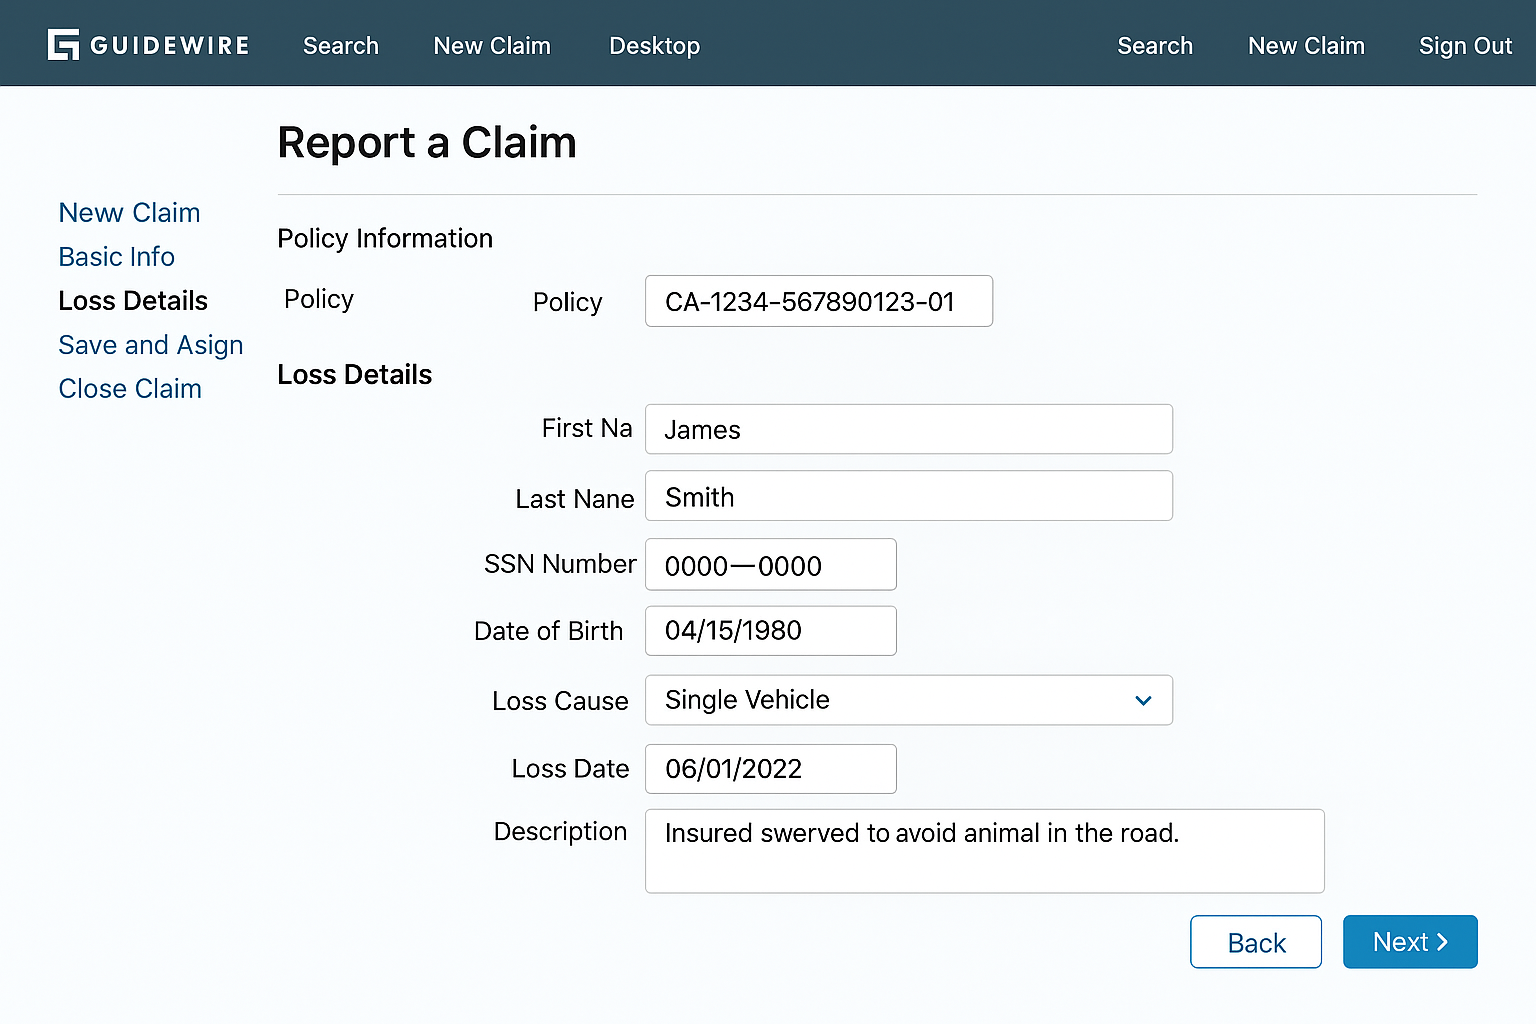 GUIDEWIRE Search New Claim Desktop Search New Claim Sign Out
Report a Claim
New Claim
Basic Info
Loss Details
Save and Asign
Close Claim
Policy Information
Policy Policy CA-1234-567890123-01
Loss Details
First Na James
Last Nane Smith
SSN Number 0000—0000
Date of Birth 04/15/1980
Loss Cause Single Vehicle
Loss Date 06/01/2022
Description Insured swerved to avoid animal in the road.
Back Next >